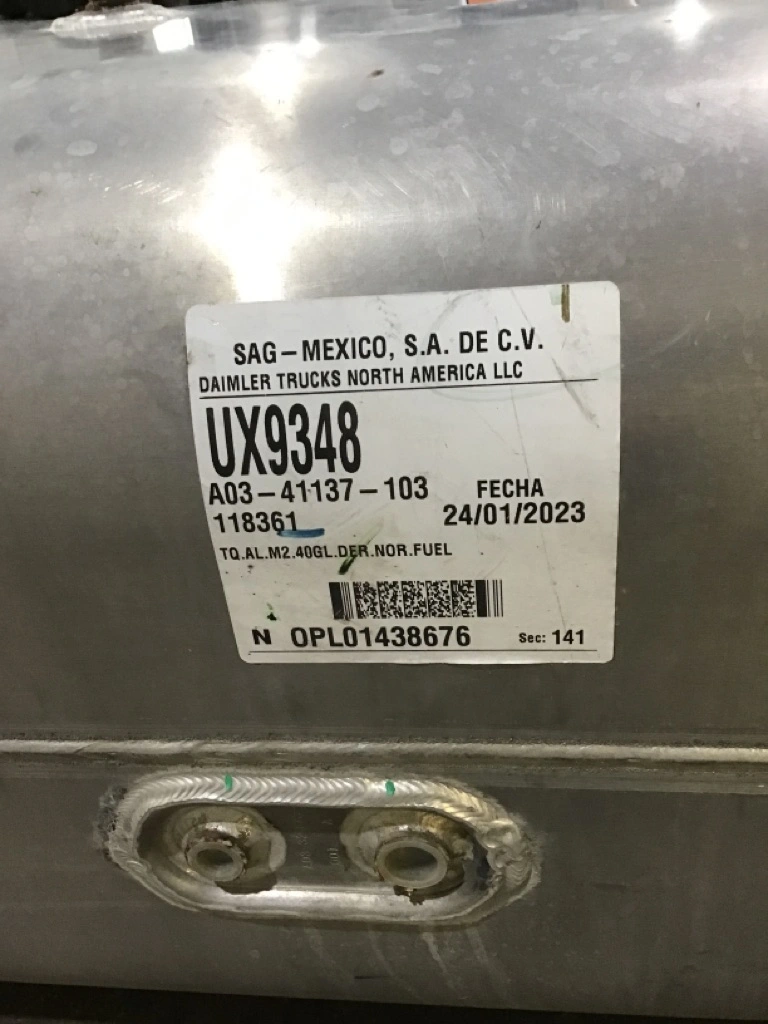 SAG-MEXICO, S.A. DE C.V.
DAIMLER TRUCKS NORTH AMERICA LLC
UX9348
A03-41137-103 FECHA
118361 24/01/2023
TQ.AL.M2.40GL.DER.NOR.FUEL
N OPL01438676 Sec: 141